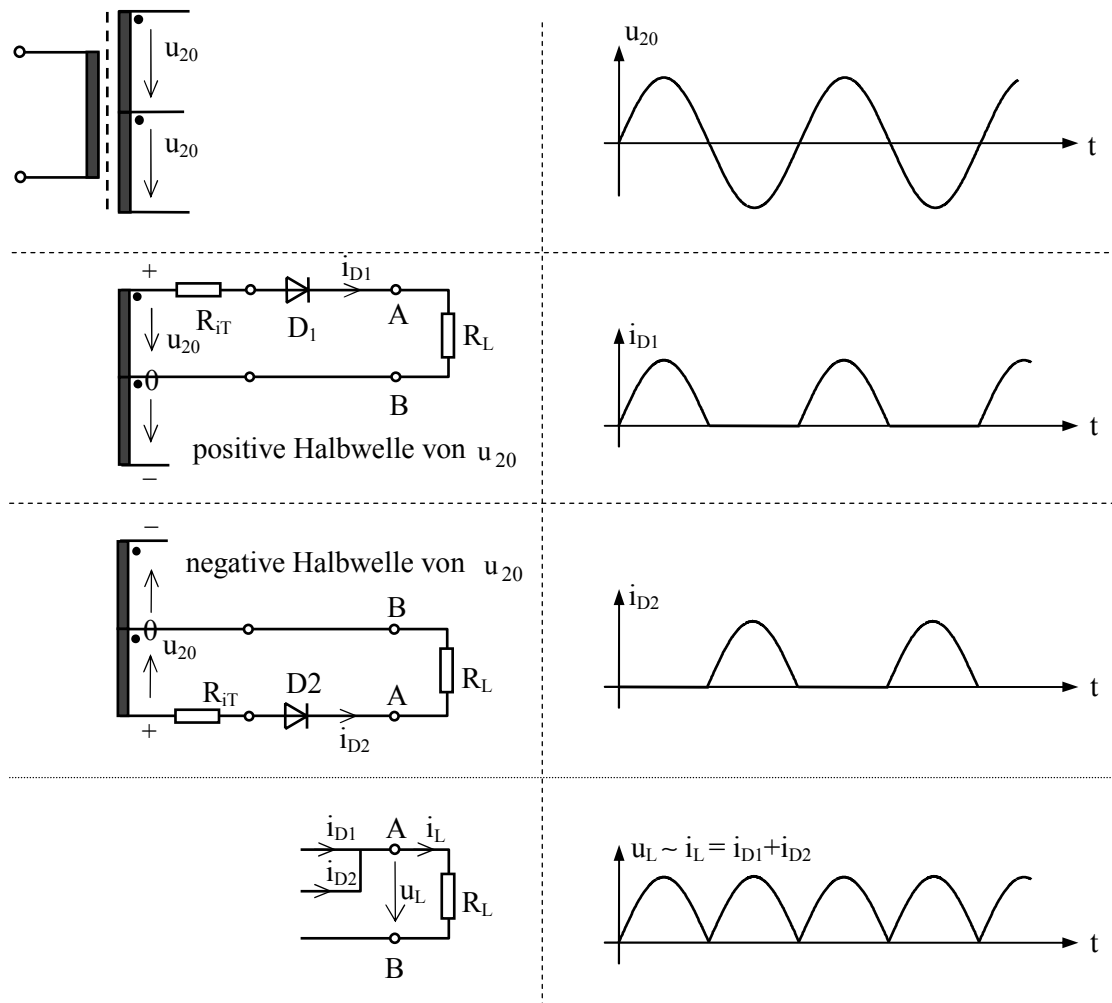 u20
u20
u20
t
+
iD1
RiT
D1
A
RL
u20
0
B
positive Halbwelle von u20
−
iD1
t
−
negative Halbwelle von u20
B
0
u20
RL
RiT
D2
A
+
iD2
iD2
t
iD1
A
iL
iD2
uL
RL
B
uL ~ iL = iD1+iD2
t